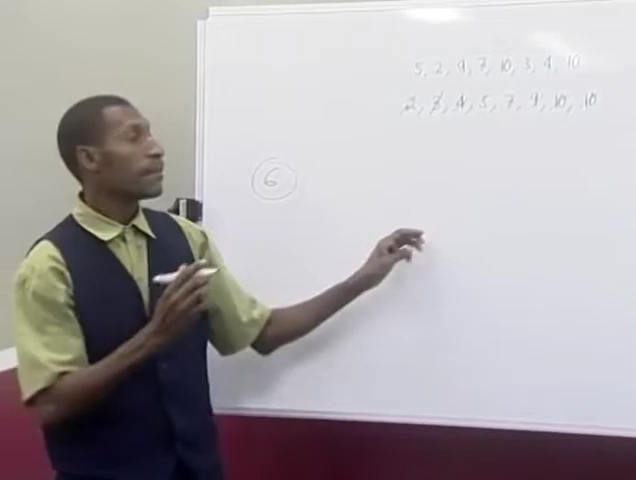 5, 2, 9, 7, 10, 3, 4, 10
2, 3, 4, 5, 7, 9, 10, 10
6